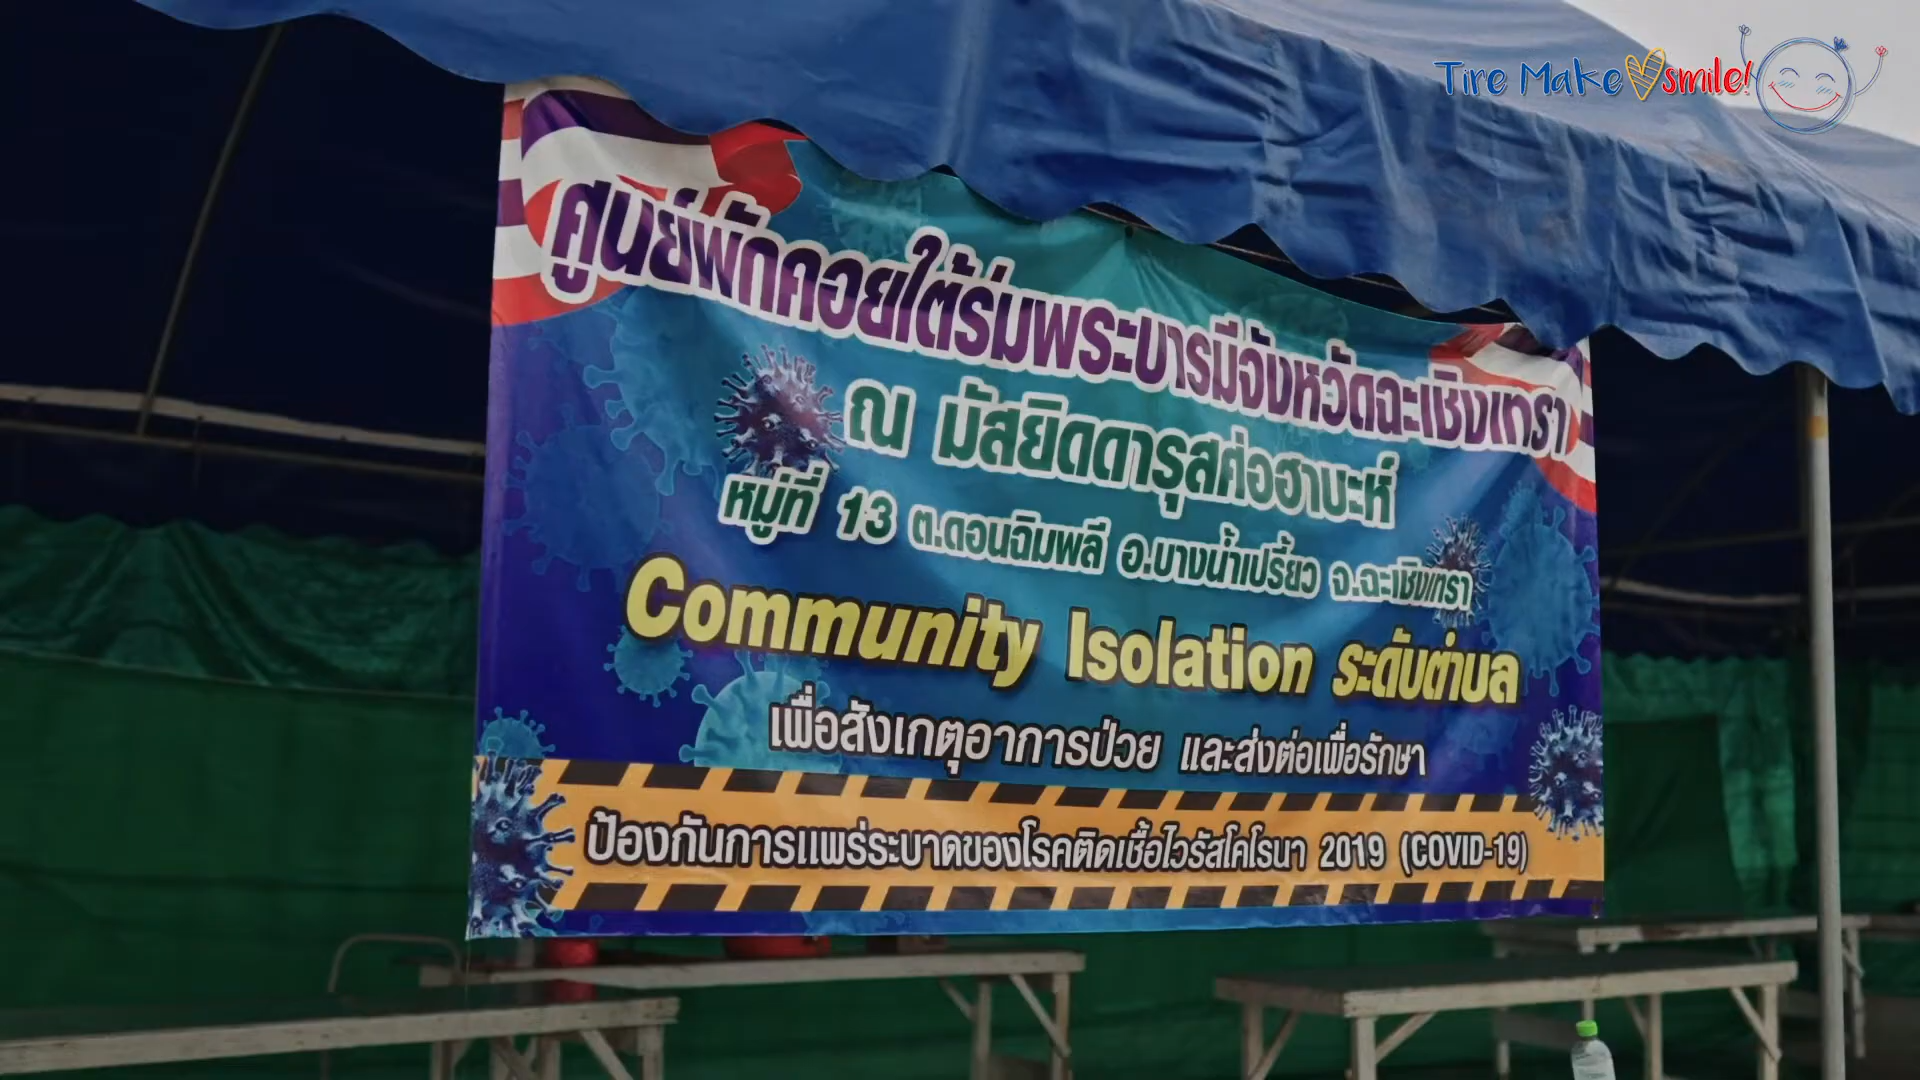 Tire Make smile!
ศูนย์พักคอยใต้ร่มพระบารมีจังหวัดฉะเชิงเทรา
ณ มัสยิดดารุสศ่อฮาบะห์
หมู่ที่ 13 ต.ดอนฉิมพลี อ.บางน้ำเปรี้ยว จ.ฉะเชิงเทรา
Community Isolation ระดับตำบล
เพื่อสังเกตุอาการป่วย และส่งต่อเพื่อรักษา
ป้องกันการแพร่ระบาดของโรคติดเชื้อไวรัสโคโรนา 2019 (COVID-19)